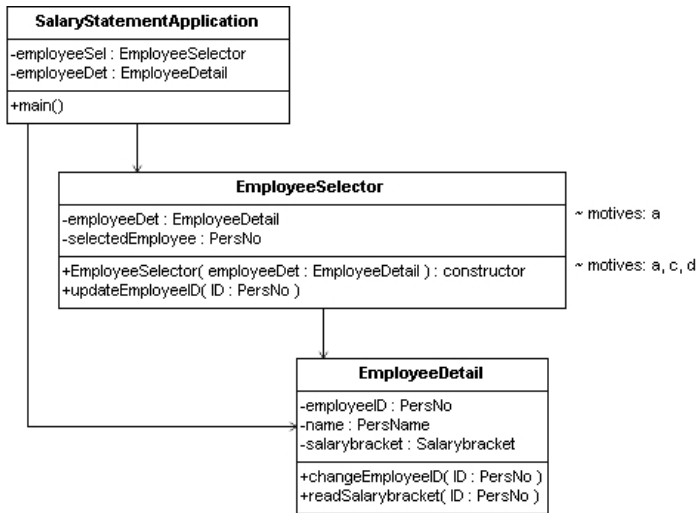 SalaryStatementApplication
-employeeSel : EmployeeSelector
-employeeDet : EmployeeDetail
+main()
EmployeeSelector
-employeeDet : EmployeeDetail
-selectedEmployee : PersNo
~ motives: a
+EmployeeSelector( employeeDet : EmployeeDetail ) : constructor
+updateEmployeeID( ID : PersNo )
~ motives: a, c, d
EmployeeDetail
-employeeID : PersNo
-name : PersName
-salarybracket : Salarybracket
+changeEmployeeID( ID : PersNo )
+readSalarybracket( ID : PersNo )